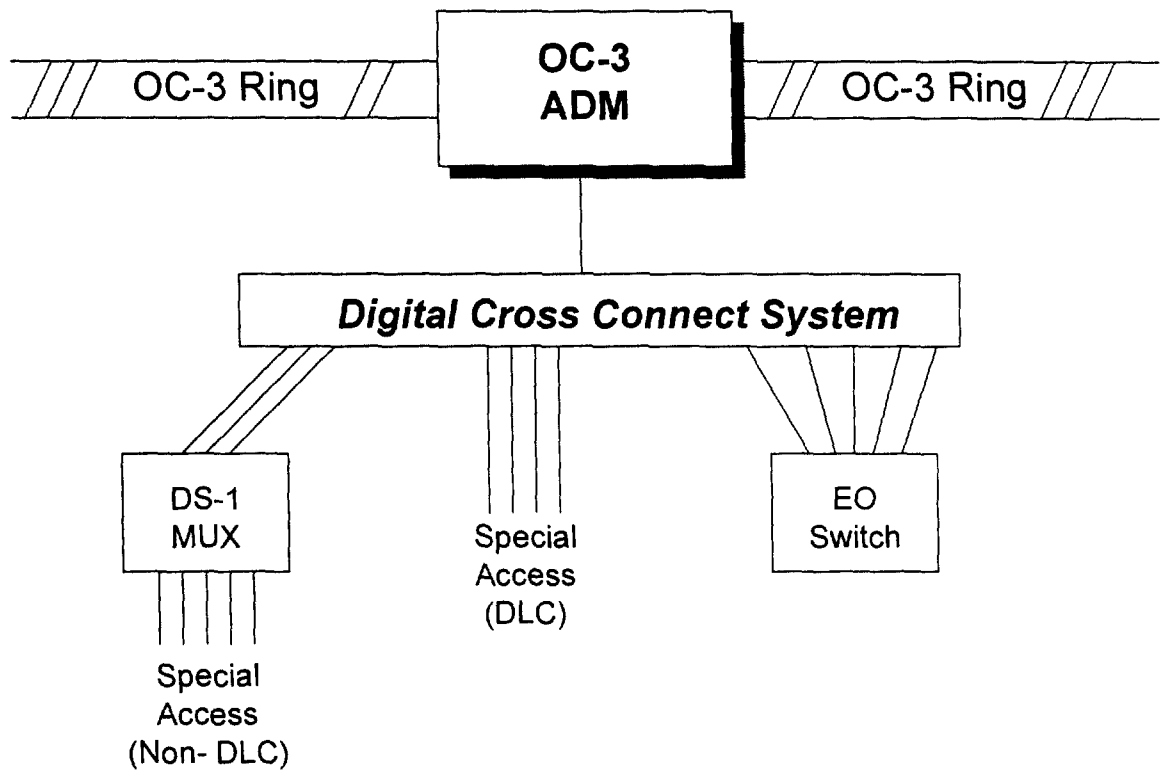 OC-3
ADM
OC-3 Ring
OC-3 Ring
Digital Cross Connect System
DS-1
MUX
EO
Switch
Special
Access
(DLC)
Special
Access
(Non- DLC)